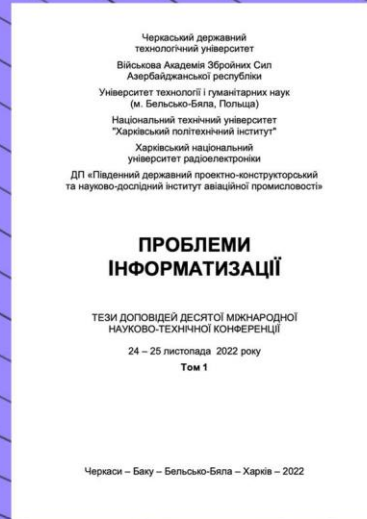 Черкаський державний
технологічний університет
Військова Академія Збройних Сил
Азербайджанської республіки
Університет технології і гуманітарних наук
(м. Бельсько-Бяла, Польща)
Національний технічний університет
"Харківський політехнічний інститут"
Харківський національний
університет радіоелектроніки
ДП «Південний державний проектно-конструкторський
та науково-дослідний інститут авіаційної промисловості»
ПРОБЛЕМИ
ІНФОРМАТИЗАЦІЇ
ТЕЗИ ДОПОВІДЕЙ ДЕСЯТОЇ МІЖНАРОДНОЇ
НАУКОВО-ТЕХНІЧНОЇ КОНФЕРЕНЦІЇ
24 – 25 листопада 2022 року
Том 1
Черкаси – Баку – Бельсько-Бяла – Харків – 2022